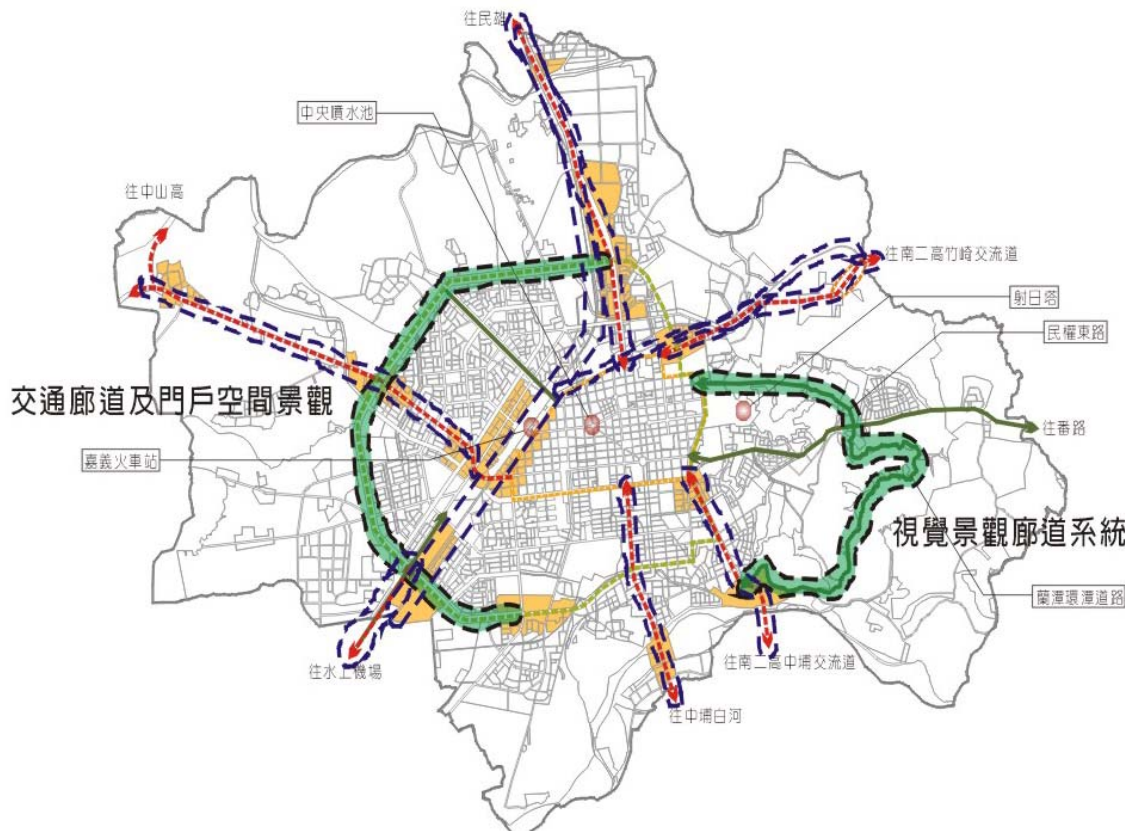 往民雄
中央噴水池
往中山高
往南二高竹崎交流道
射日塔
民權東路
交通廊道及門戶空間景觀
往番路
嘉義火車站
視覺景觀廊道系統
蘭潭環潭道路
往水上機場
往南二高中埔交流道
往中埔白河